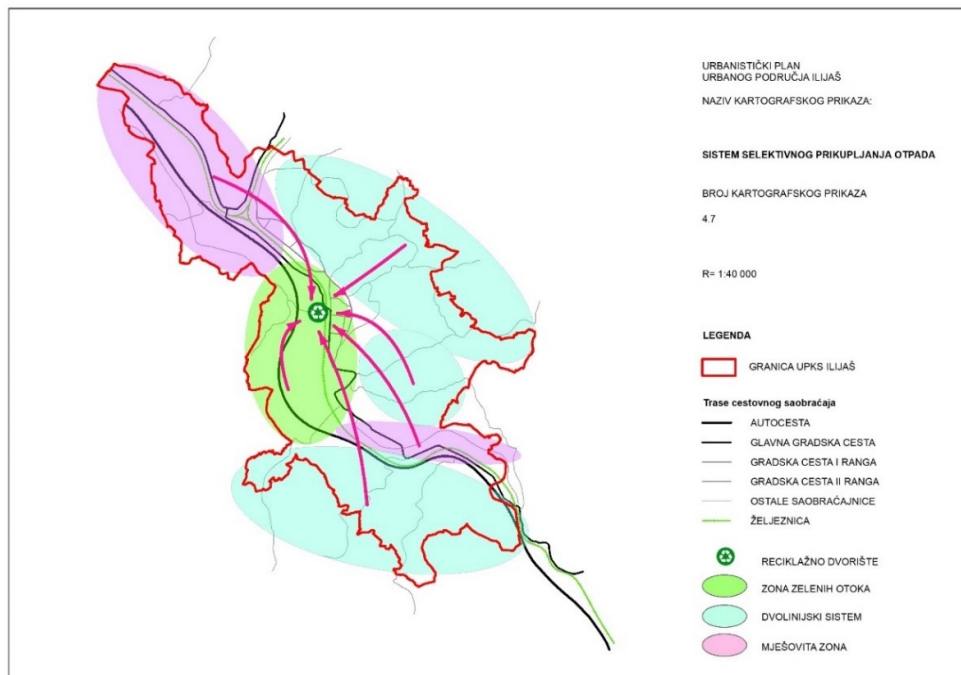 URBANISTIČKI PLAN
URBANOG PODRUČJA ILIJAŠ
NAZIV KARTOGRAFSKOG PRIKAZA:
SISTEM SELEKTIVNOG PRIKUPLJANJA OTPADA
BROJ KARTOGRAFSKOG PRIKAZA
4.7
R= 1:40 000
LEGENDA
GRANICA UPKS ILIJAŠ
Trase cestovnog saobraćaja
AUTOCESTA
GLAVNA GRADSKA CESTA
GRADSKA CESTA I RANGA
GRADSKA CESTA II RANGA
OSTALE SAOBRAĆAJNICE
ŽELJEZNICA
RECIKLAŽNO DVORIŠTE
ZONA ZELENIH OTOKA
DVOLINIJSKI SISTEM
MJEŠOVITA ZONA